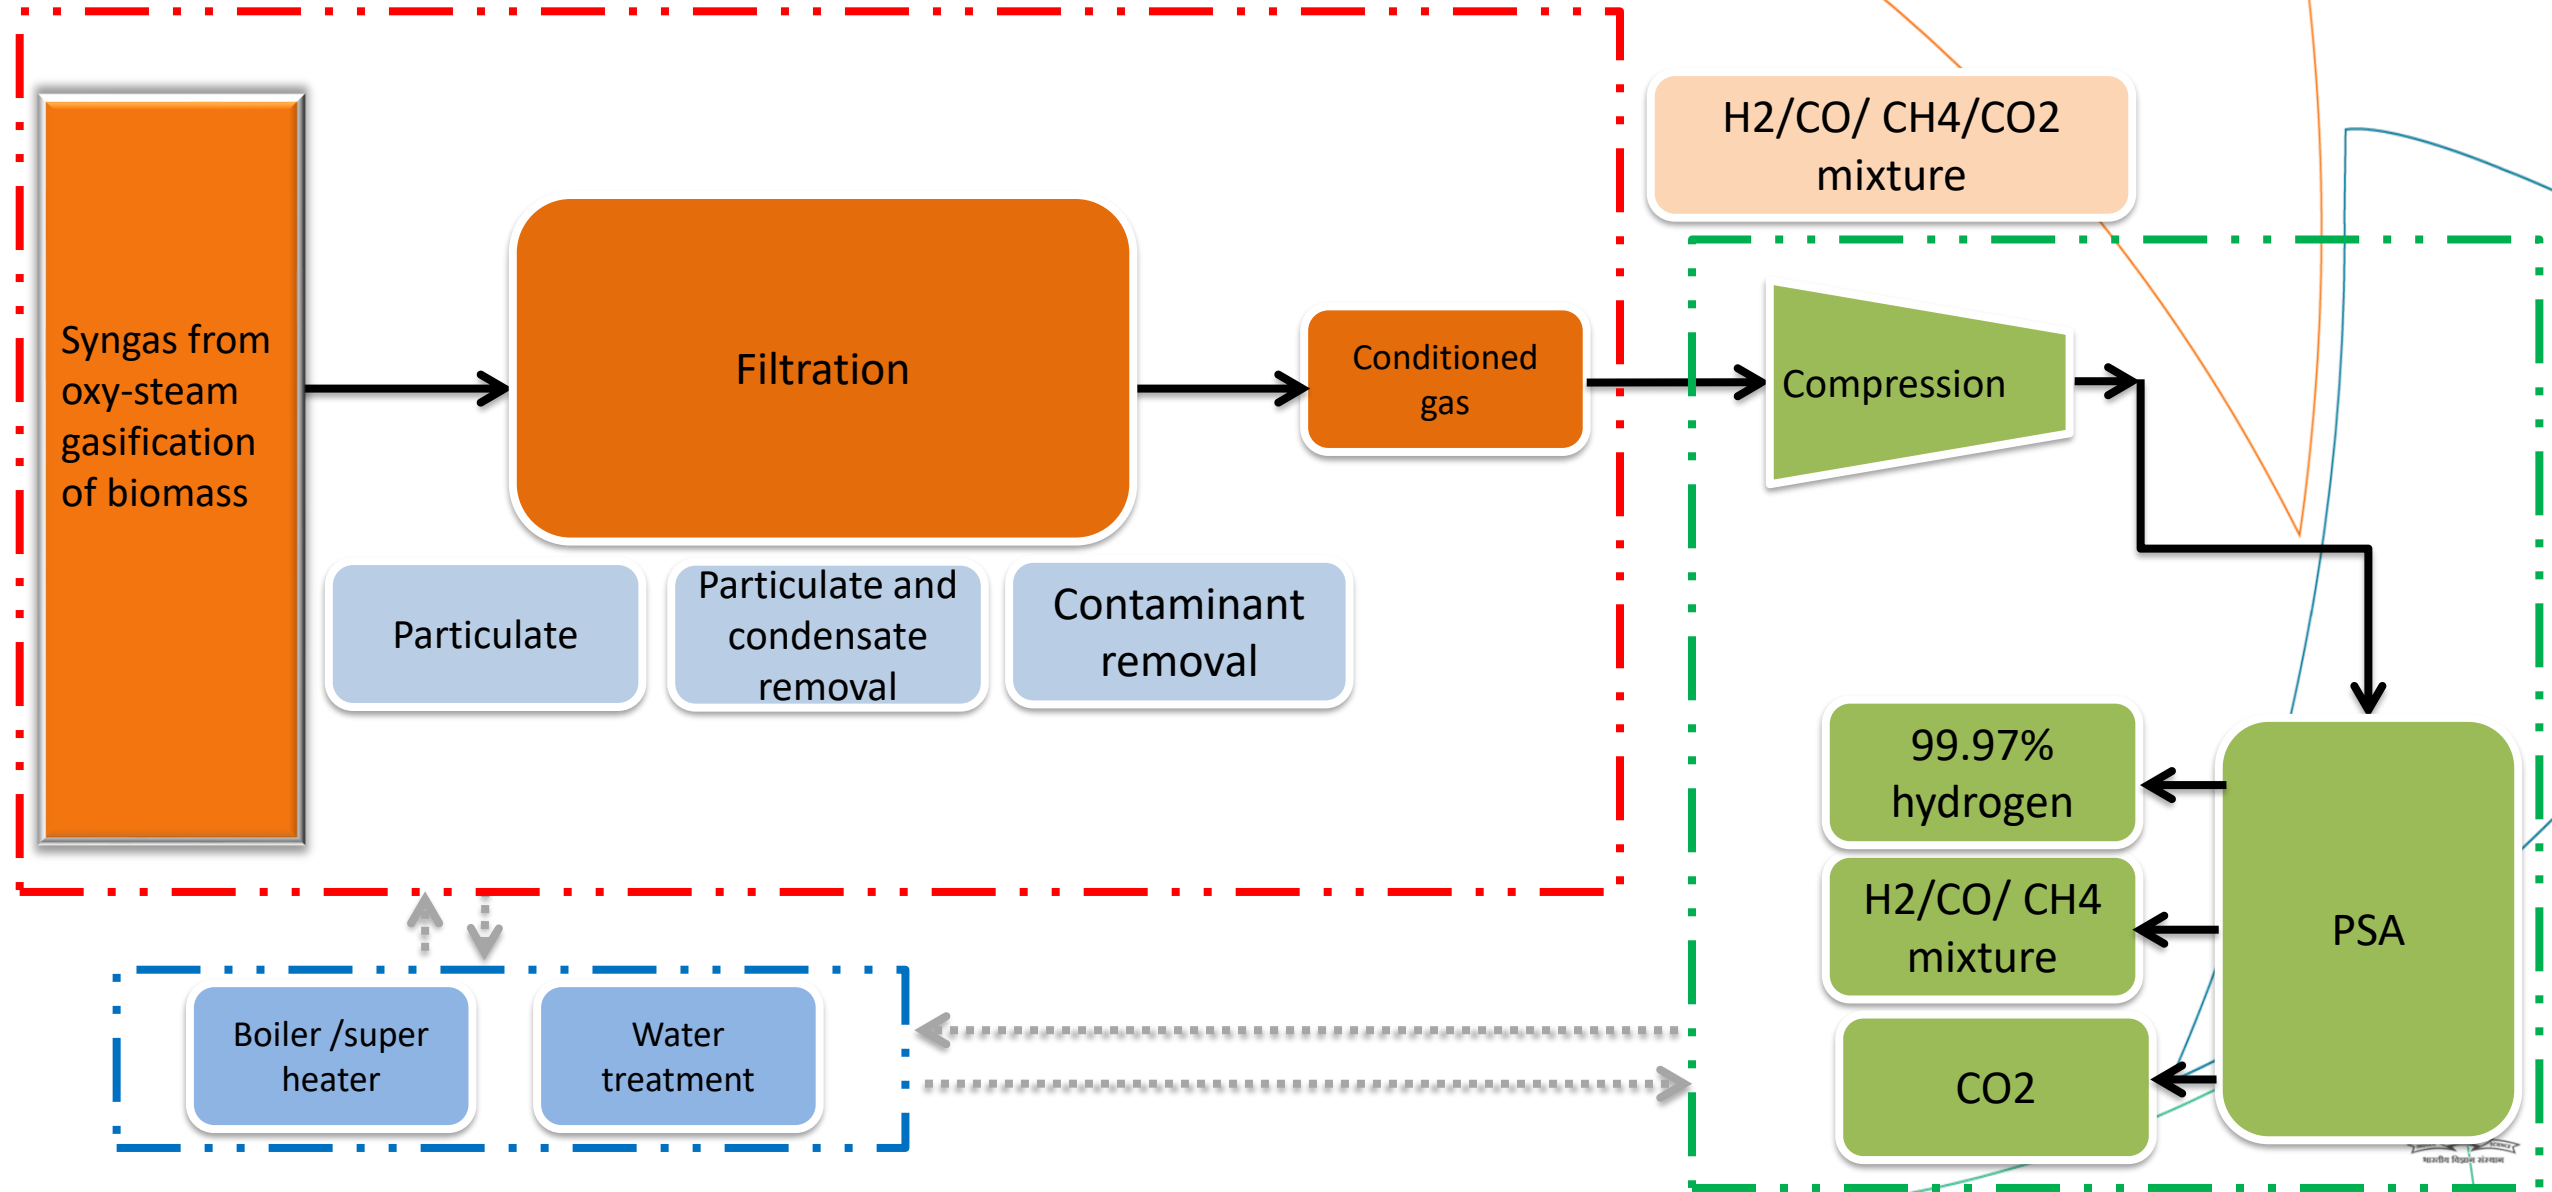 H2/CO/ CH4/CO2
mixture
Syngas from
oxy-steam
gasification
of biomass
Filtration
Conditioned
gas
Compression
Particulate
Particulate and
condensate
removal
Contaminant
removal
99.97%
hydrogen
H2/CO/ CH4
mixture
CO2
PSA
Boiler /super
heater
Water
treatment
भारतीय विज्ञान संस्थान